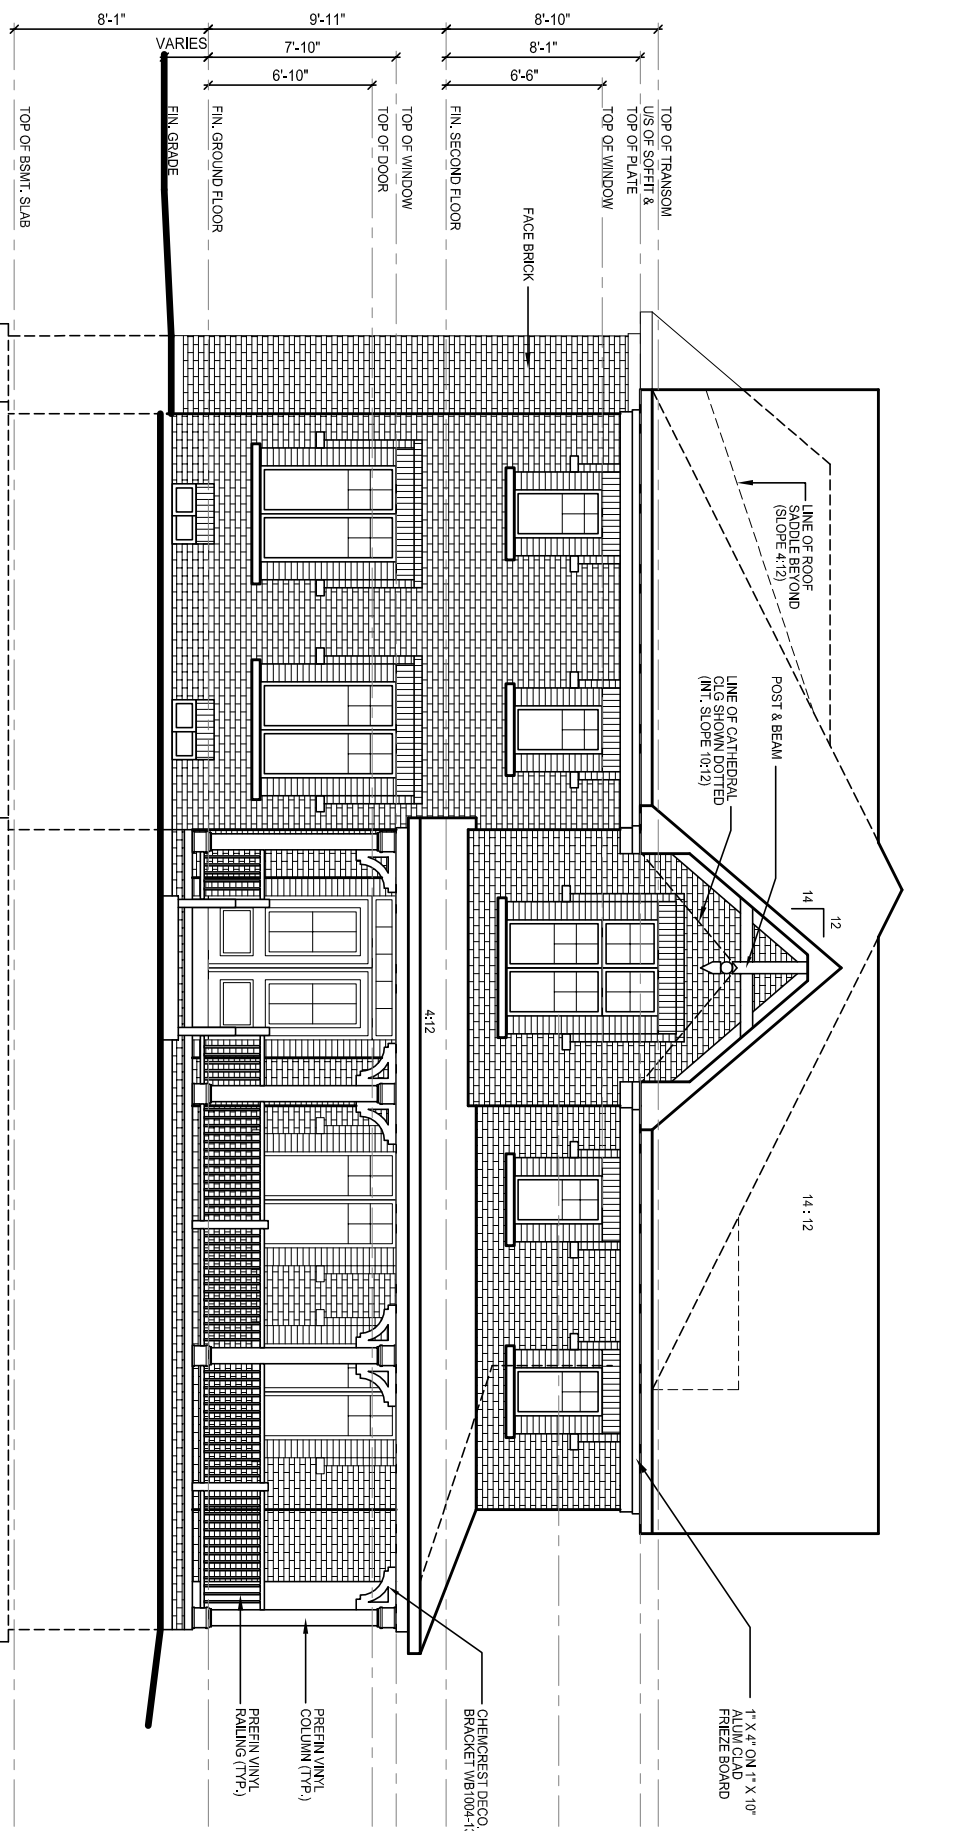 8'-1"
9'-11"
8'-10"
VARIES
7'-10"
8'-1"
6'-10"
6'-6"
TOP OF BSMT. SLAB
FIN. GRADE
FIN. GROUND FLOOR
TOP OF DOOR
TOP OF WINDOW
FIN. SECOND FLOOR
TOP OF WINDOW
TOP OF TRANSOM
U/S OF SOFFIT &
TOP OF PLATE
FACE BRICK
LINE OF ROOF
SADDLE BEYOND
(SLOPE 4:12)
POST & BEAM
LINE OF CATHEDRAL
CLG SHOWN DOTTED
(INT. SLOPE 10:12)
12
14
4:12
14 : 12
1" X 4" ON 1" X 10"
ALUM CLAD
FRIEZE BOARD
CHEMCREST DECO.
BRACKET WB1004-13
PREFIN VINYL
COLUMN (TYP.)
PREFIN VINYL
RAILING (TYP.)